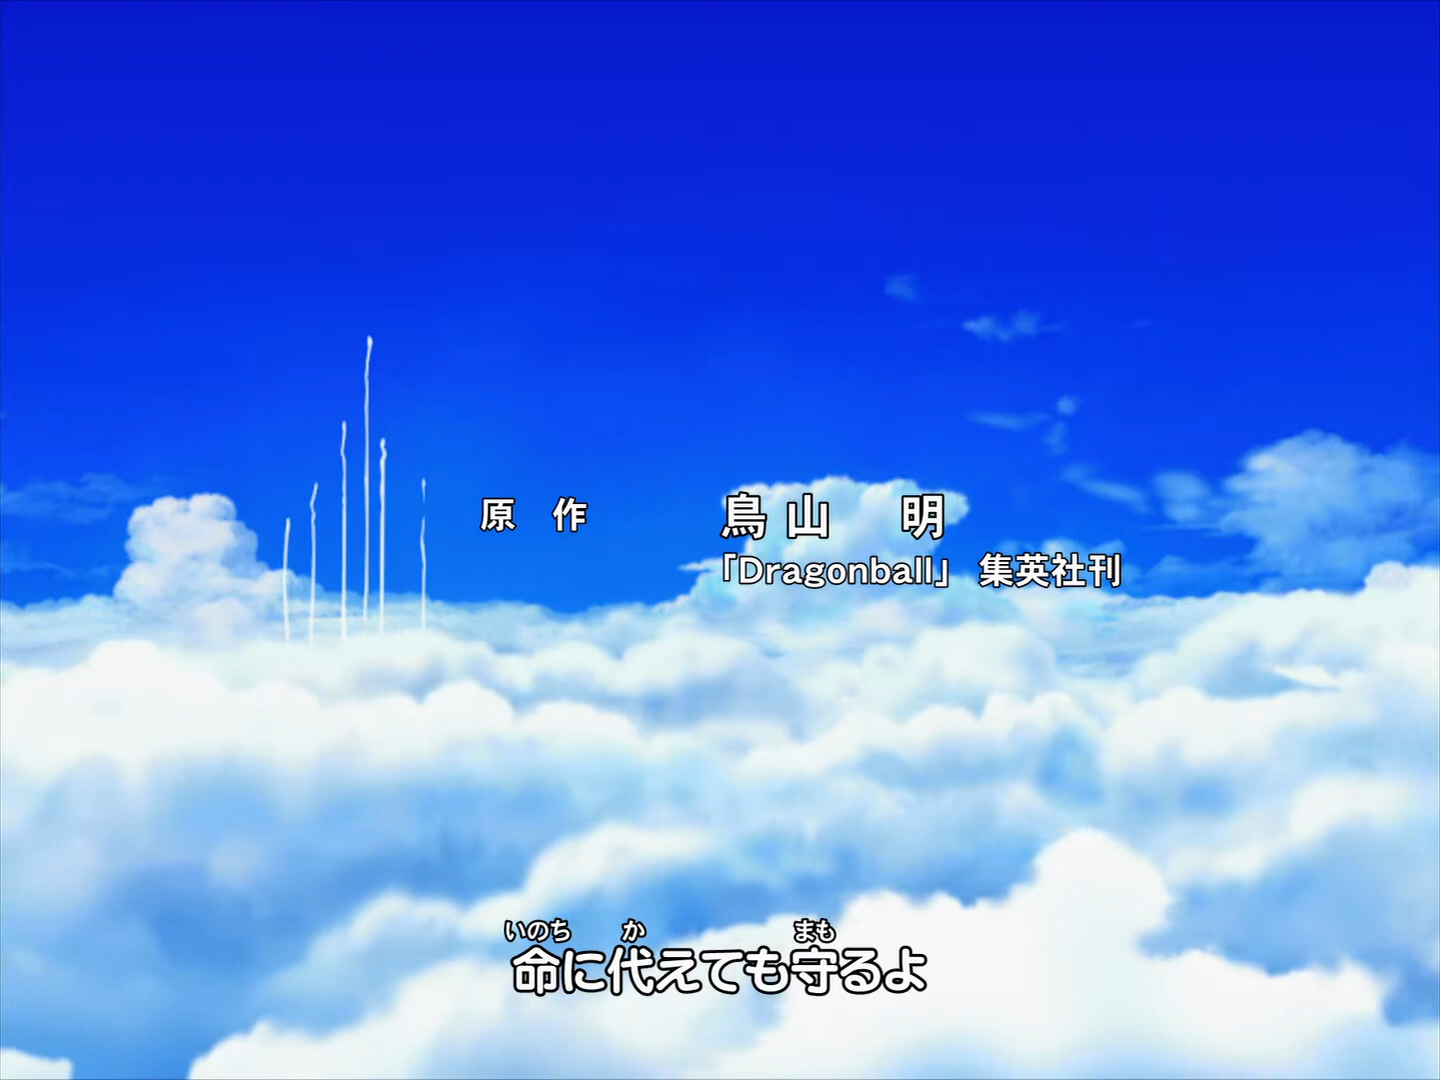 原 作 鳥山 明
「Dragonball」 集英社刊
いのち か まも
命に代えても守るよ